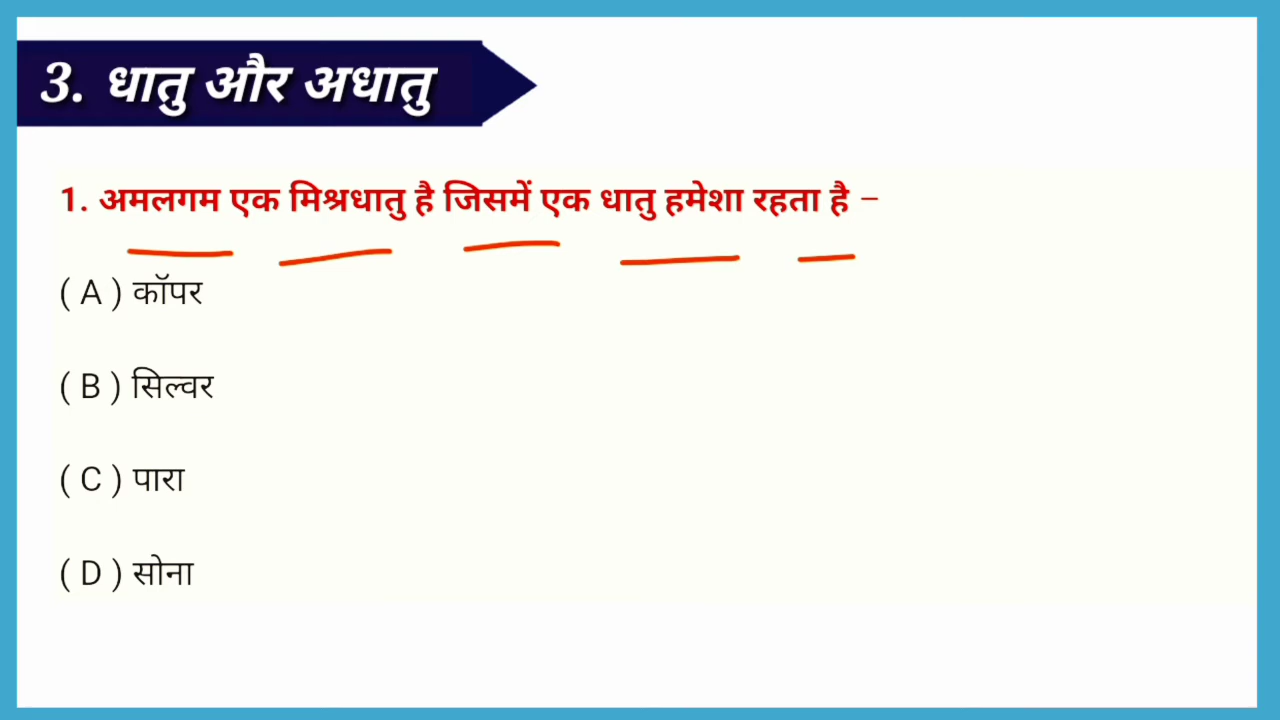 3. धातु और अधातु
1. अमलगम एक मिश्रधातु है जिसमें एक धातु हमेशा रहता है –
( A ) कॉपर
( B ) सिल्वर
( C ) पारा
( D ) सोना